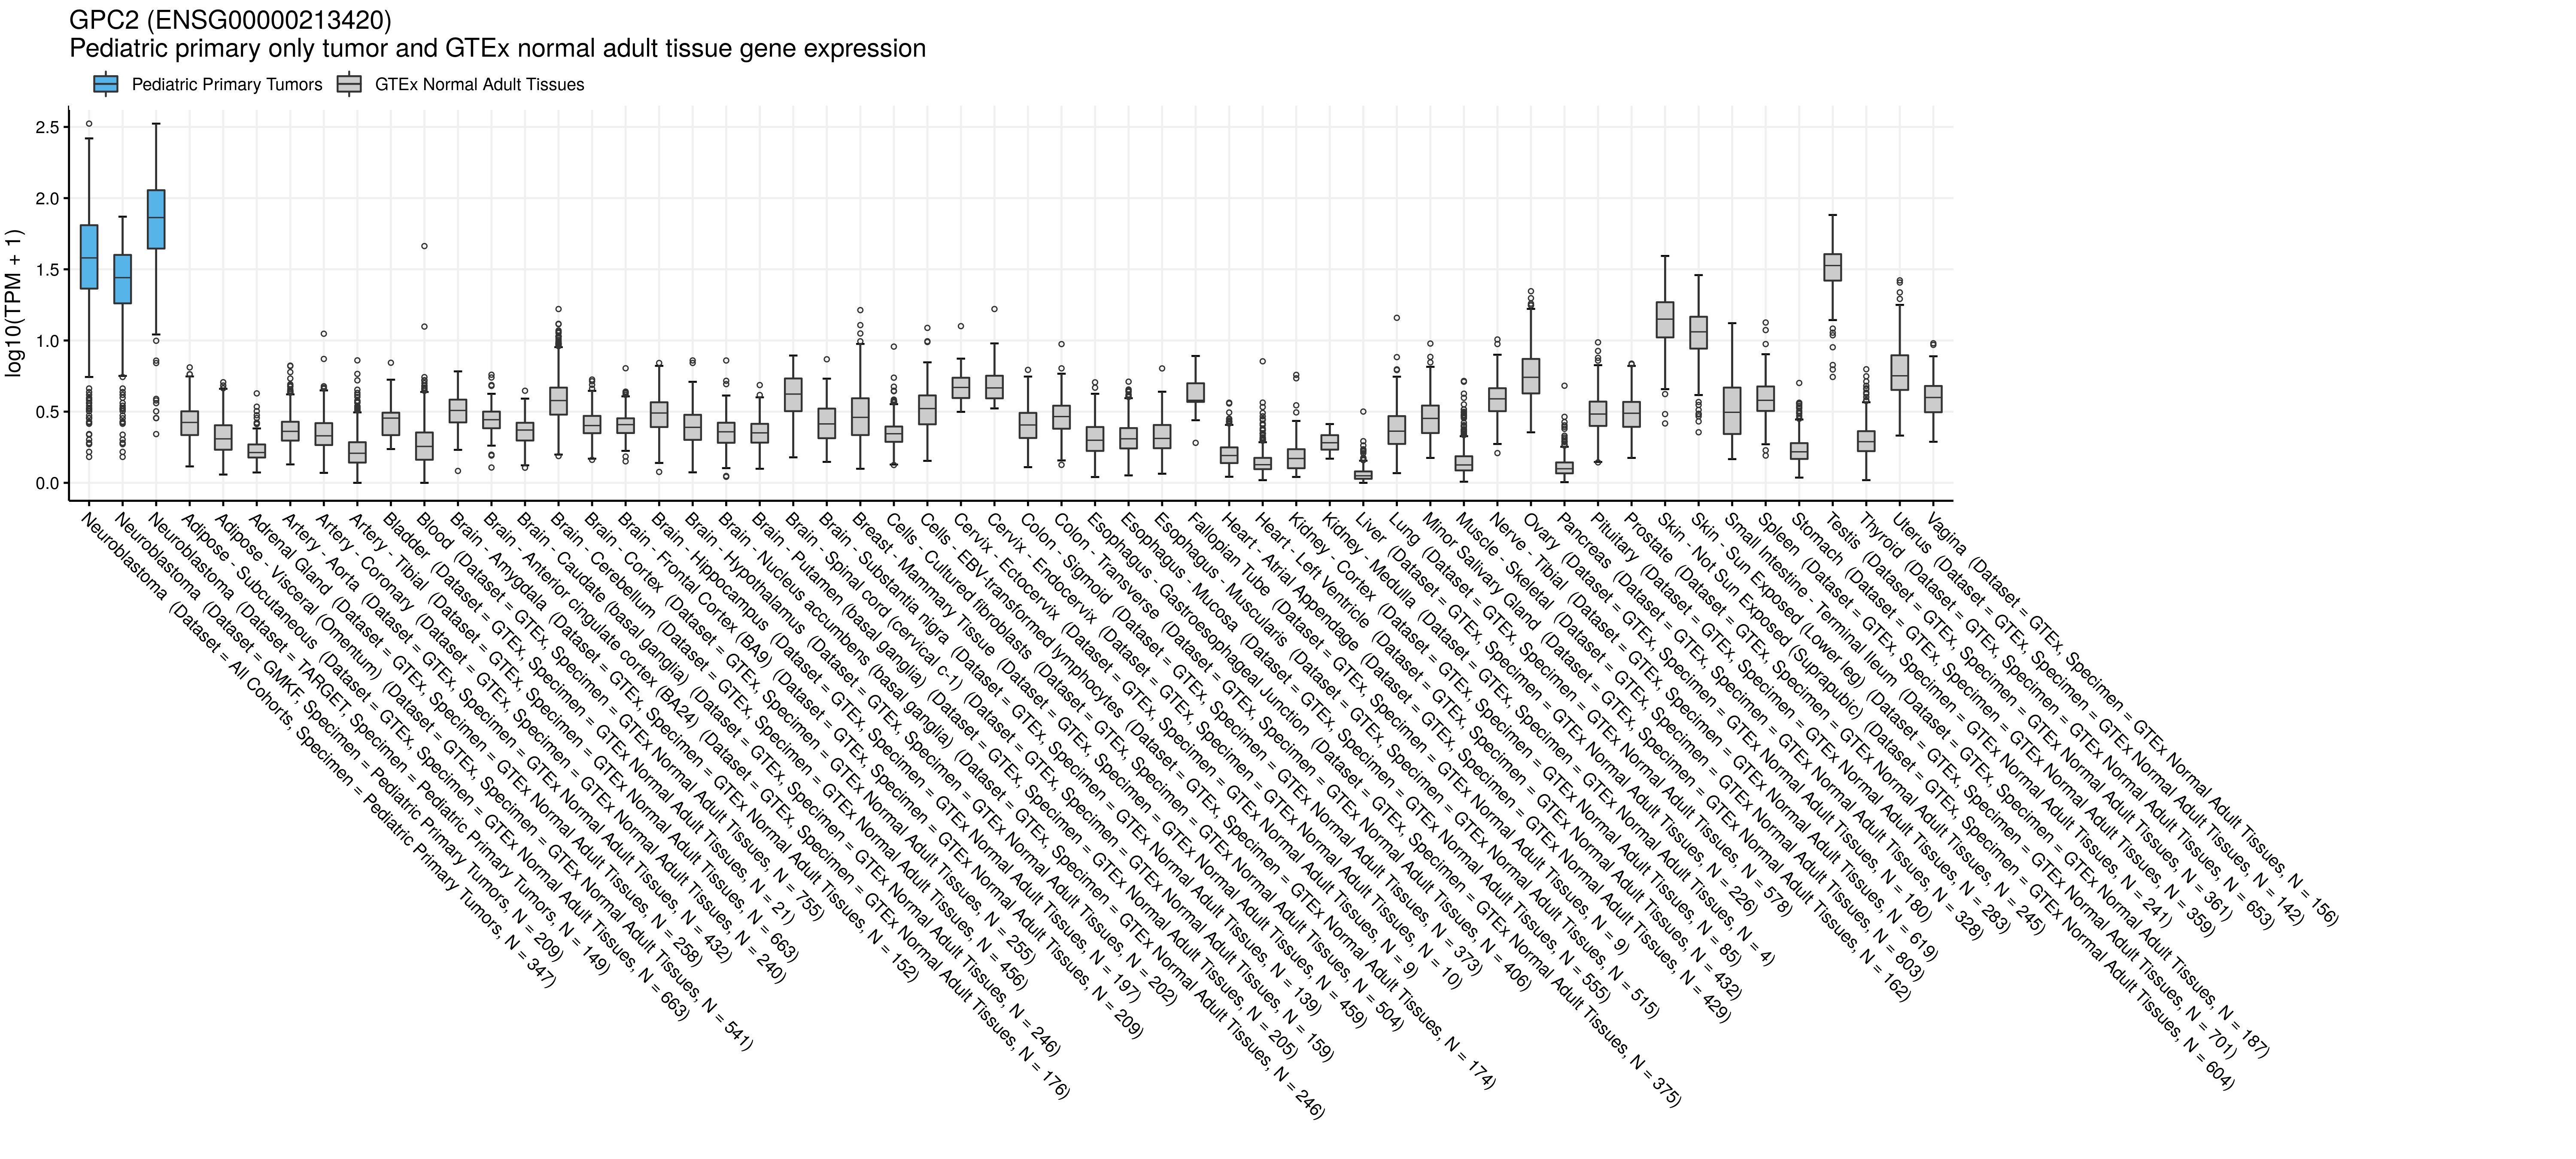 GPC2 (ENSG00000213420)
Pediatric primary only tumor and GTEx normal adult tissue gene expression
Pediatric Primary Tumors
GTEx Normal Adult Tissues
log10(TPM + 1)
2.5
2.0
1.5
1.0
0.5
0.0
Neuroblastoma (Dataset = All Cohorts, Specimen = Pediatric Primary Tumors, N = 347)
Neuroblastoma (Dataset = GMKF, Specimen = Pediatric Primary Tumors, N = 209)
Neuroblastoma (Dataset = TARGET, Specimen = Pediatric Primary Tumors, N = 149)
Adipose - Subcutaneous (Dataset = GTEx, Specimen = GTEx Normal Adult Tissues, N = 663)
Adipose - Visceral (Omentum) (Dataset = GTEx, Specimen = GTEx Normal Adult Tissues, N = 541)
Adrenal Gland (Dataset = GTEx, Specimen = GTEx Normal Adult Tissues, N = 258)
Artery - Aorta (Dataset = GTEx, Specimen = GTEx Normal Adult Tissues, N = 432)
Artery - Coronary (Dataset = GTEx, Specimen = GTEx Normal Adult Tissues, N = 240)
Artery - Tibial (Dataset = GTEx, Specimen = GTEx Normal Adult Tissues, N = 663)
Bladder (Dataset = GTEx, Specimen = GTEx Normal Adult Tissues, N = 21)
Blood (Dataset = GTEx, Specimen = GTEx Normal Adult Tissues, N = 755)
Brain - Amygdala (Dataset = GTEx, Specimen = GTEx Normal Adult Tissues, N = 152)
Brain - Anterior cingulate cortex (BA24) (Dataset = GTEx, Specimen = GTEx Normal Adult Tissues, N = 176)
Brain - Caudate (basal ganglia) (Dataset = GTEx, Specimen = GTEx Normal Adult Tissues, N = 246)
Brain - Cerebellum (Dataset = GTEx, Specimen = GTEx Normal Adult Tissues, N = 456)
Brain - Cortex (Dataset = GTEx, Specimen = GTEx Normal Adult Tissues, N = 255)
Brain - Frontal Cortex (BA9) (Dataset = GTEx, Specimen = GTEx Normal Adult Tissues, N = 209)
Brain - Hippocampus (Dataset = GTEx, Specimen = GTEx Normal Adult Tissues, N = 197)
Brain - Hypothalamus (Dataset = GTEx, Specimen = GTEx Normal Adult Tissues, N = 202)
Brain - Nucleus accumbens (basal ganglia) (Dataset = GTEx, Specimen = GTEx Normal Adult Tissues, N = 246)
Brain - Putamen (basal ganglia) (Dataset = GTEx, Specimen = GTEx Normal Adult Tissues, N = 205)
Brain - Spinal cord (cervical c-1) (Dataset = GTEx, Specimen = GTEx Normal Adult Tissues, N = 159)
Brain - Substantia nigra (Dataset = GTEx, Specimen = GTEx Normal Adult Tissues, N = 139)
Breast - Mammary Tissue (Dataset = GTEx, Specimen = GTEx Normal Adult Tissues, N = 459)
Cells - Cultured fibroblasts (Dataset = GTEx, Specimen = GTEx Normal Adult Tissues, N = 504)
Cells - EBV-transformed lymphocytes (Dataset = GTEx, Specimen = GTEx Normal Adult Tissues, N = 174)
Cervix - Ectocervix (Dataset = GTEx, Specimen = GTEx Normal Adult Tissues, N = 9)
Cervix - Endocervix (Dataset = GTEx, Specimen = GTEx Normal Adult Tissues, N = 10)
Colon - Sigmoid (Dataset = GTEx, Specimen = GTEx Normal Adult Tissues, N = 373)
Colon - Transverse (Dataset = GTEx, Specimen = GTEx Normal Adult Tissues, N = 406)
Esophagus - Gastroesophageal Junction (Dataset = GTEx, Specimen = GTEx Normal Adult Tissues, N = 375)
Esophagus - Mucosa (Dataset = GTEx, Specimen = GTEx Normal Adult Tissues, N = 555)
Esophagus - Muscularis (Dataset = GTEx, Specimen = GTEx Normal Adult Tissues, N = 515)
Fallopian Tube (Dataset = GTEx, Specimen = GTEx Normal Adult Tissues, N = 9)
Heart - Atrial Appendage (Dataset = GTEx, Specimen = GTEx Normal Adult Tissues, N = 429)
Heart - Left Ventricle (Dataset = GTEx, Specimen = GTEx Normal Adult Tissues, N = 432)
Kidney - Cortex (Dataset = GTEx, Specimen = GTEx Normal Adult Tissues, N = 85)
Kidney - Medulla (Dataset = GTEx, Specimen = GTEx Normal Adult Tissues, N = 4)
Liver (Dataset = GTEx, Specimen = GTEx Normal Adult Tissues, N = 226)
Lung (Dataset = GTEx, Specimen = GTEx Normal Adult Tissues, N = 578)
Minor Salivary Gland (Dataset = GTEx, Specimen = GTEx Normal Adult Tissues, N = 162)
Muscle - Skeletal (Dataset = GTEx, Specimen = GTEx Normal Adult Tissues, N = 803)
Nerve - Tibial (Dataset = GTEx, Specimen = GTEx Normal Adult Tissues, N = 619)
Ovary (Dataset = GTEx, Specimen = GTEx Normal Adult Tissues, N = 180)
Pancreas (Dataset = GTEx, Specimen = GTEx Normal Adult Tissues, N = 328)
Pituitary (Dataset = GTEx, Specimen = GTEx Normal Adult Tissues, N = 283)
Prostate (Dataset = GTEx, Specimen = GTEx Normal Adult Tissues, N = 245)
Skin - Not Sun Exposed (Suprapubic) (Dataset = GTEx, Specimen = GTEx Normal Adult Tissues, N = 604)
Skin - Sun Exposed (Lower leg) (Dataset = GTEx, Specimen = GTEx Normal Adult Tissues, N = 701)
Small Intestine - Terminal Ileum (Dataset = GTEx, Specimen = GTEx Normal Adult Tissues, N = 187)
Spleen (Dataset = GTEx, Specimen = GTEx Normal Adult Tissues, N = 241)
Stomach (Dataset = GTEx, Specimen = GTEx Normal Adult Tissues, N = 359)
Testis (Dataset = GTEx, Specimen = GTEx Normal Adult Tissues, N = 361)
Thyroid (Dataset = GTEx, Specimen = GTEx Normal Adult Tissues, N = 653)
Uterus (Dataset = GTEx, Specimen = GTEx Normal Adult Tissues, N = 142)
Vagina (Dataset = GTEx, Specimen = GTEx Normal Adult Tissues, N = 156)